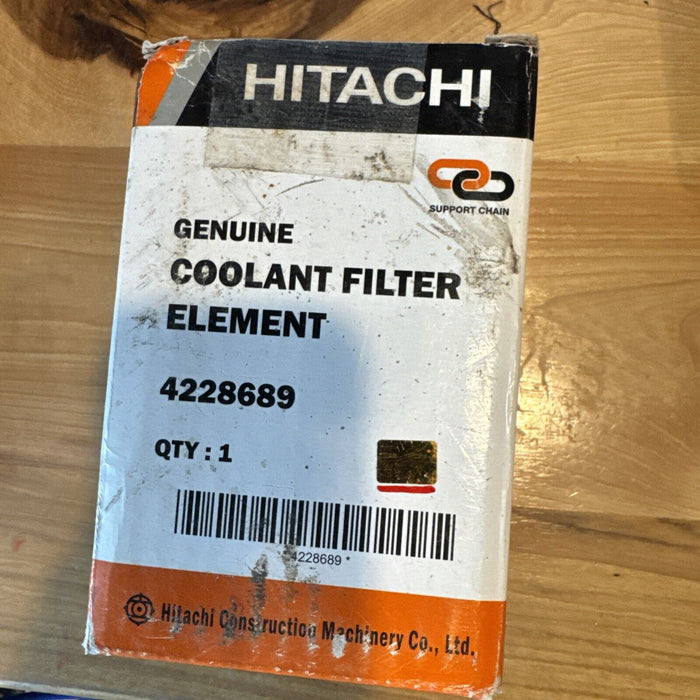 HITACHI
SUPPORT CHAIN
GENUINE
COOLANT FILTER
ELEMENT
4228689
QTY : 1
4228689 *
Hitachi Construction Machinery Co., Ltd.